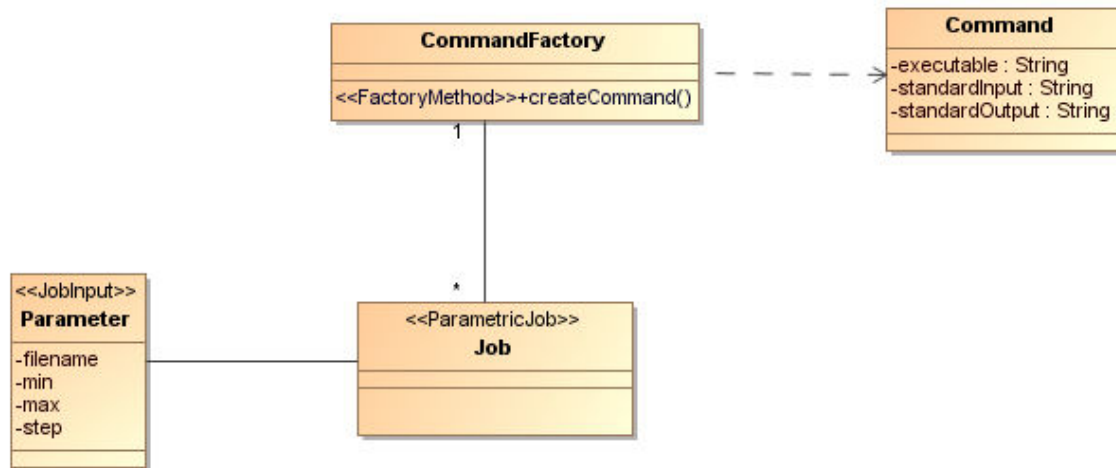 CommandFactory
<<FactoryMethod>>+createCommand()
Command
-executable : String
-standardInput : String
-standardOutput : String
1
*
<<JobInput>>
Parameter
-filename
-min
-max
-step
<<ParametricJob>>
Job